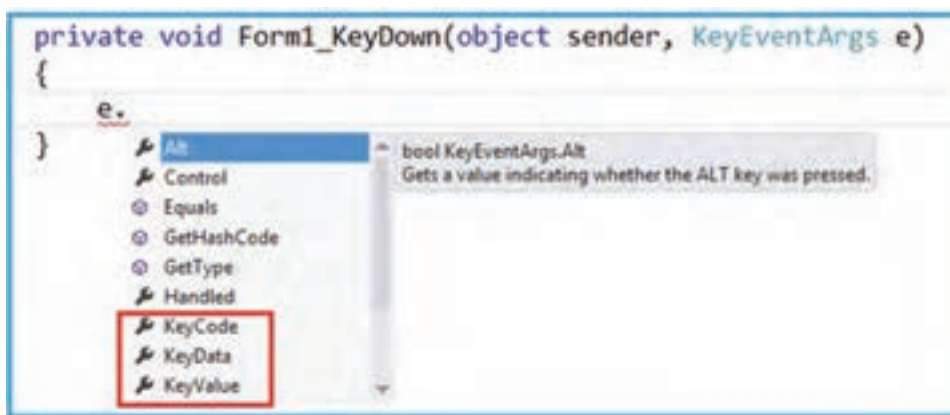 private void Form1_KeyDown(object sender, KeyEventArgs e)
{
e.
}
Alt
Control
Equals
GetHashCode
GetType
Handled
KeyCode
KeyData
KeyValue
bool KeyEventArgs.Alt
Gets a value indicating whether the ALT key was pressed.